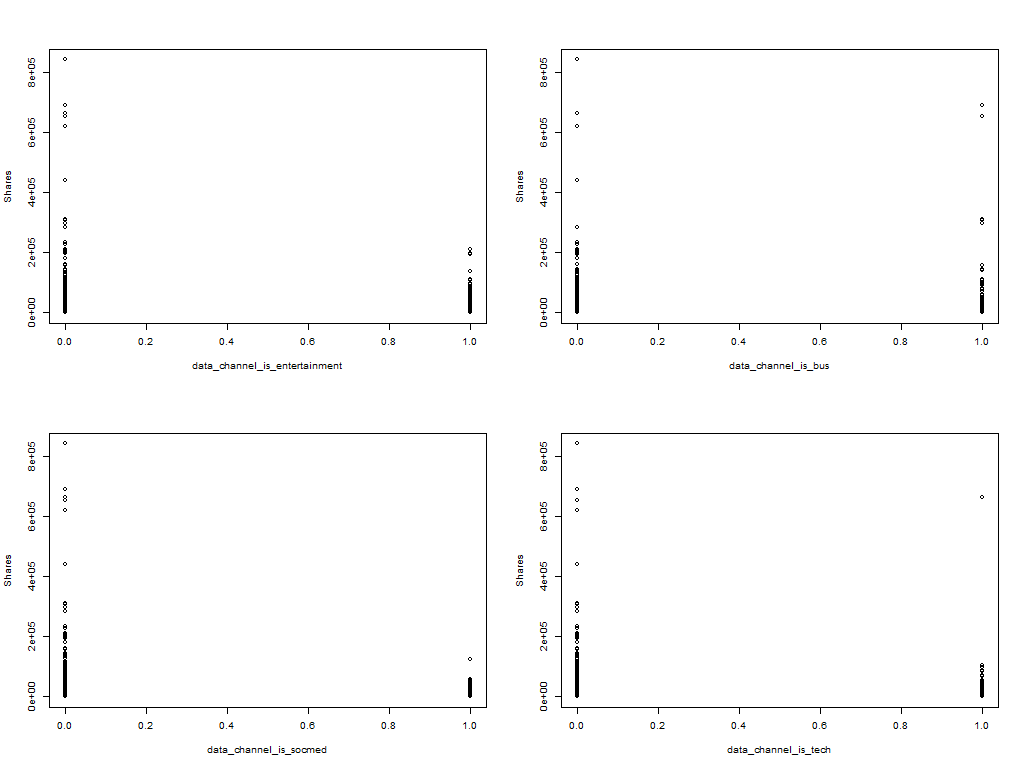 Shares
8e+05
6e+05
4e+05
2e+05
0e+00
0.0 0.2 0.4 0.6 0.8 1.0
data_channel_is_entertainment
Shares
8e+05
6e+05
4e+05
2e+05
0e+00
0.0 0.2 0.4 0.6 0.8 1.0
data_channel_is_bus
Shares
8e+05
6e+05
4e+05
2e+05
0e+00
0.0 0.2 0.4 0.6 0.8 1.0
data_channel_is_socmed
Shares
8e+05
6e+05
4e+05
2e+05
0e+00
0.0 0.2 0.4 0.6 0.8 1.0
data_channel_is_tech